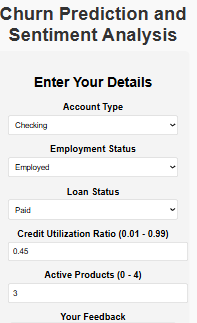 Churn Prediction and
Sentiment Analysis
Enter Your Details
Account Type
Checking
Employment Status
Employed
Loan Status
Paid
Credit Utilization Ratio (0.01 - 0.99)
0.45
Active Products (0 - 4)
3
Your Feedback